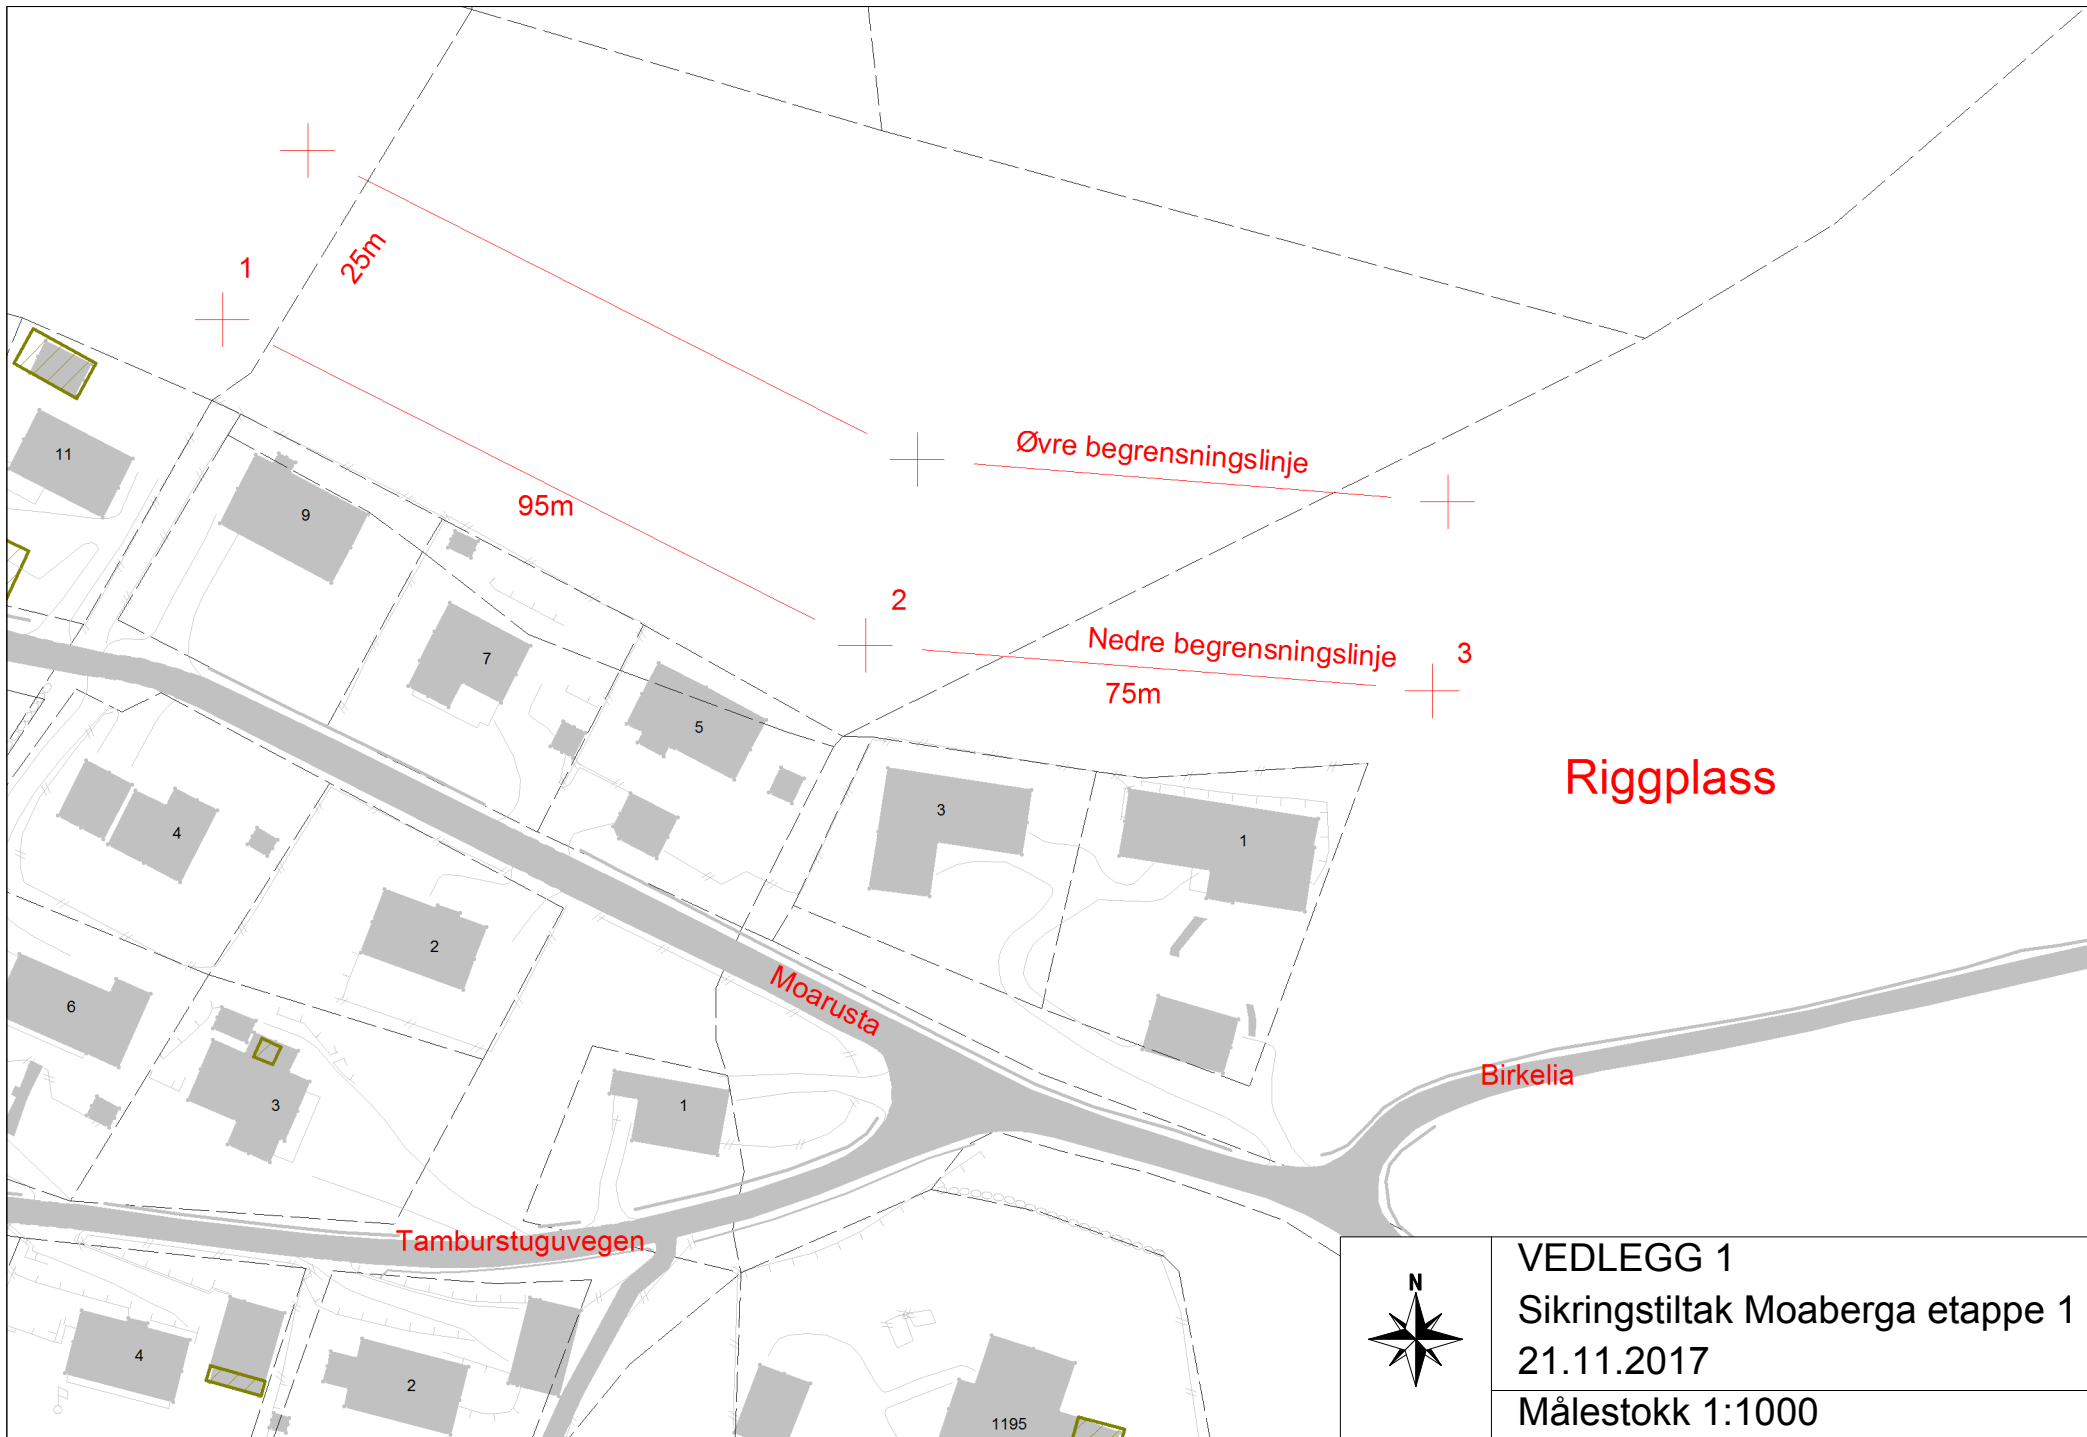 1
25m
11
Øvre begrensningslinje
95m
9
2
Nedre begrensningslinje
3
75m
7
5
Riggplass
3
1
4
2
Moarusta
6
3
1
Birkelia
Tamburstuguvegen
4
2
1195
N
VEDLEGG 1
Sikringstiltak Moaberga etappe 1
21.11.2017
Målestokk 1:1000